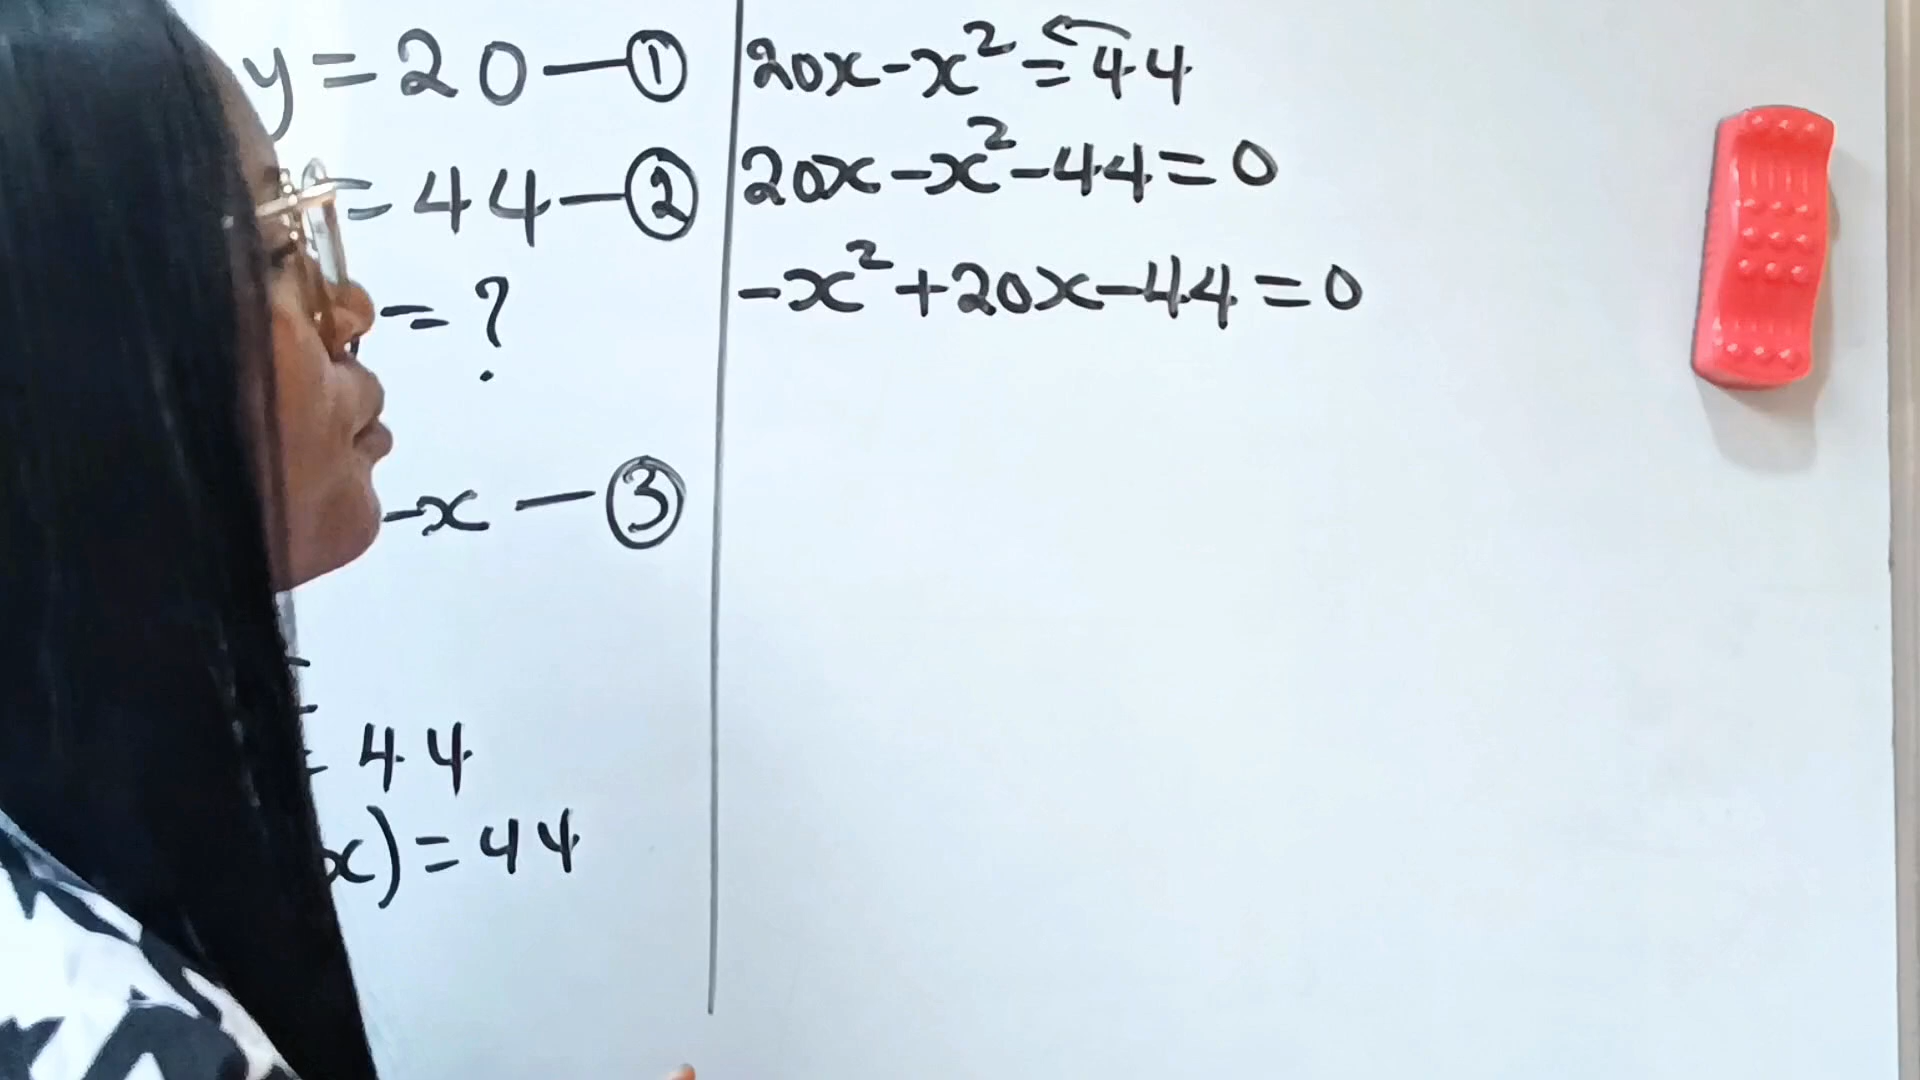 y = 20 — ①
= 44 — ②
= ?
-x — ③
= 44
x) = 44
20x - x² = 44
20x - x² - 44 = 0
-x² + 20x - 44 = 0